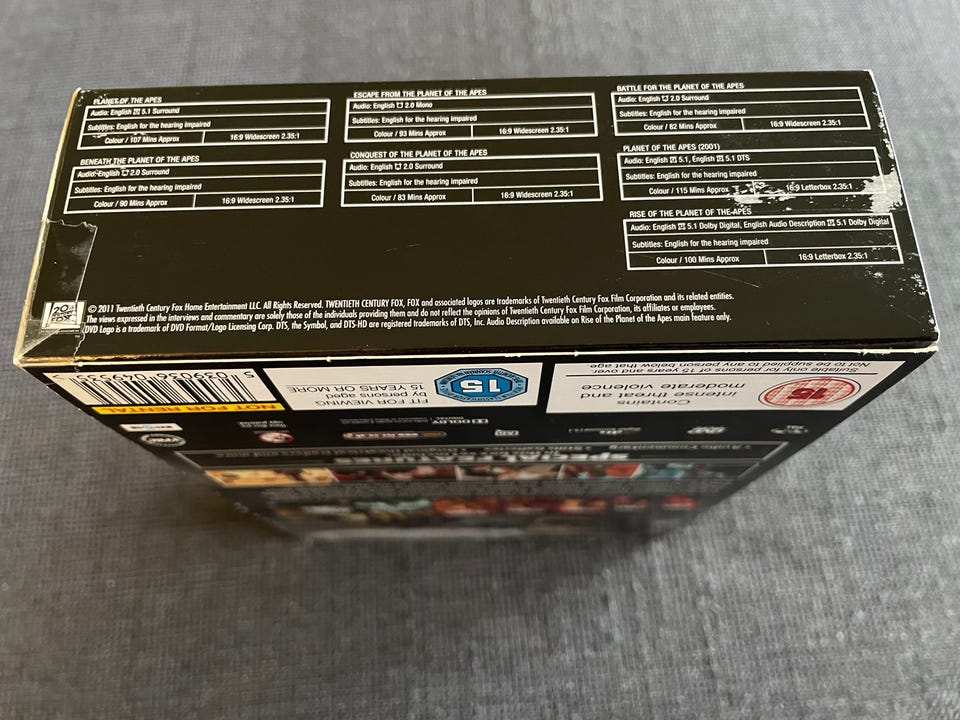 PLANET OF THE APES
Audio: English 5.1 Surround
Subtitles: English for the hearing impaired
Colour / 107 Mins Approx
16:9 Widescreen 2.35:1
BENEATH THE PLANET OF THE APES
Audio: English 2.0 Surround
Subtitles: English for the hearing impaired
Colour / 90 Mins Approx
16:9 Widescreen 2.35:1
ESCAPE FROM THE PLANET OF THE APES
Audio: English 2.0 Mono
Subtitles: English for the hearing impaired
Colour / 93 Mins Approx
16:9 Widescreen 2.35:1
CONQUEST OF THE PLANET OF THE APES
Audio: English 2.0 Surround
Subtitles: English for the hearing impaired
Colour / 83 Mins Approx
16:9 Widescreen 2.35:1
BATTLE FOR THE PLANET OF THE APES
Audio: English 2.0 Surround
Subtitles: English for the hearing impaired
Colour / 82 Mins Approx
16:9 Widescreen 2.35:1
PLANET OF THE APES (2001)
Audio: English 5.1, English 5.1 DTS
Subtitles: English for the hearing impaired
Colour / 115 Mins Approx
16:9 Letterbox 2.35:1
RISE OF THE PLANET OF THE APES
Audio: English 5.1 Dolby Digital, English Audio Description 5.1 Dolby Digital
Subtitles: English for the hearing impaired
Colour / 100 Mins Approx
16:9 Letterbox 2.35:1
© 2011 Twentieth Century Fox Home Entertainment LLC. All Rights Reserved. TWENTIETH CENTURY FOX, FOX and associated logos are trademarks of Twentieth Century Fox Film Corporation and its related entities.
The views expressed in the interviews and commentary are solely those of the individuals providing them and do not reflect the opinions of Twentieth Century Fox Film Corporation, its affiliates or employees.
DVD Logo is a trademark of DVD Format/Logo Licensing Corp. DTS, the Symbol, and DTS-HD are registered trademarks of DTS, Inc. Audio Description available on Rise of the Planet of the Apes main feature only.
SPECIAL FEATURES
15
Contains
intense threat and
moderate violence
Suitable only for persons of 15 years and over
Not to be supplied to any person below that age.
15
FIT FOR VIEWING
by persons aged
15 YEARS OR MORE
NOT FOR RENTAL
DOLBY
DIGITAL